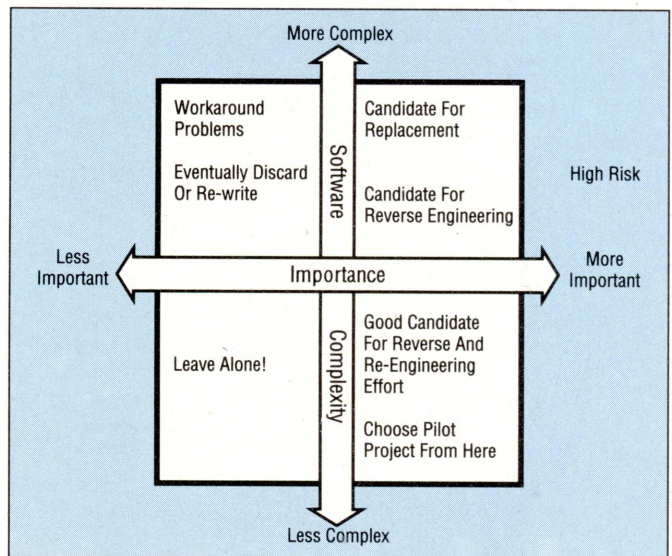 More Complex
Workaround
Problems
Eventually Discard
Or Re-write
Software
Candidate For
Replacement
Candidate For
Reverse Engineering
High Risk
Less
Important
Importance
More
Important
Leave Alone!
Complexity
Good Candidate
For Reverse And
Re-Engineering
Effort
Choose Pilot
Project From Here
Less Complex